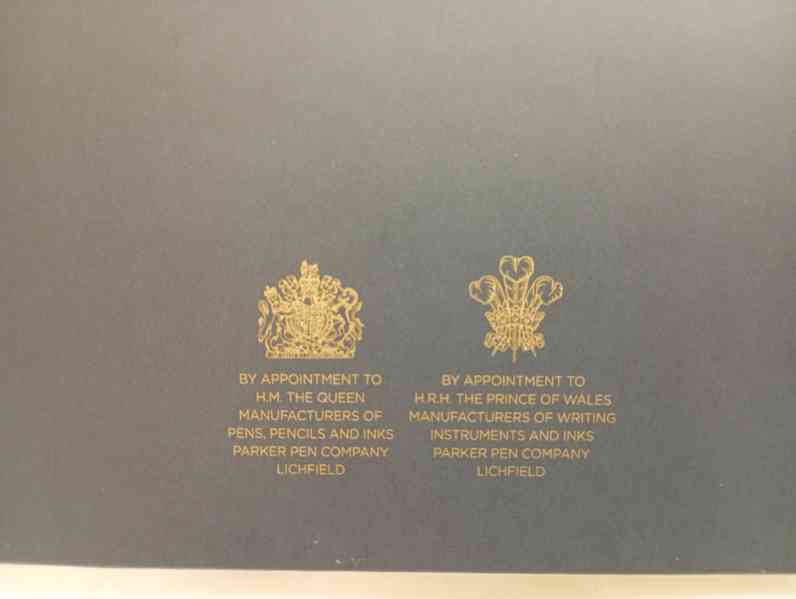 BY APPOINTMENT TO
H.M. THE QUEEN
MANUFACTURERS OF
PENS, PENCILS AND INKS
PARKER PEN COMPANY
LICHFIELD
BY APPOINTMENT TO
H.R.H. THE PRINCE OF WALES
MANUFACTURERS OF WRITING
INSTRUMENTS AND INKS
PARKER PEN COMPANY
LICHFIELD